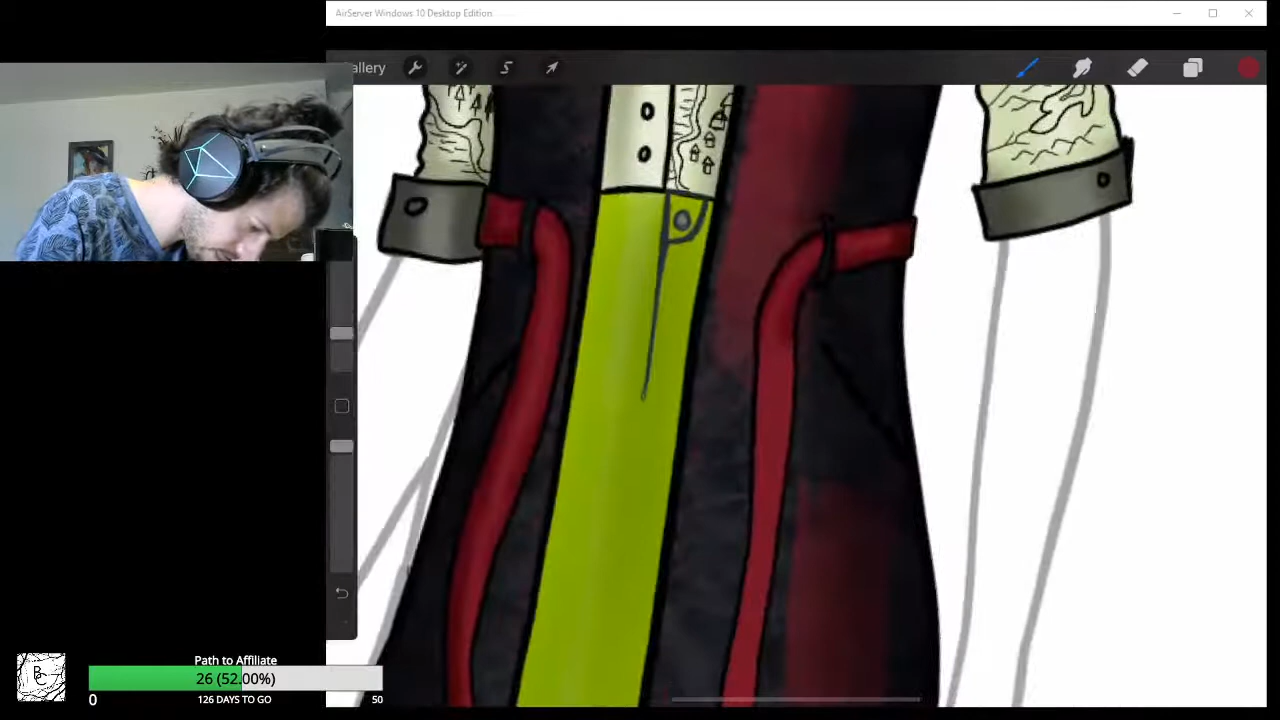 AirServer Windows 10 Desktop Edition
allery
Path to Affiliate
26 (52.00%)
0
126 DAYS TO GO
50